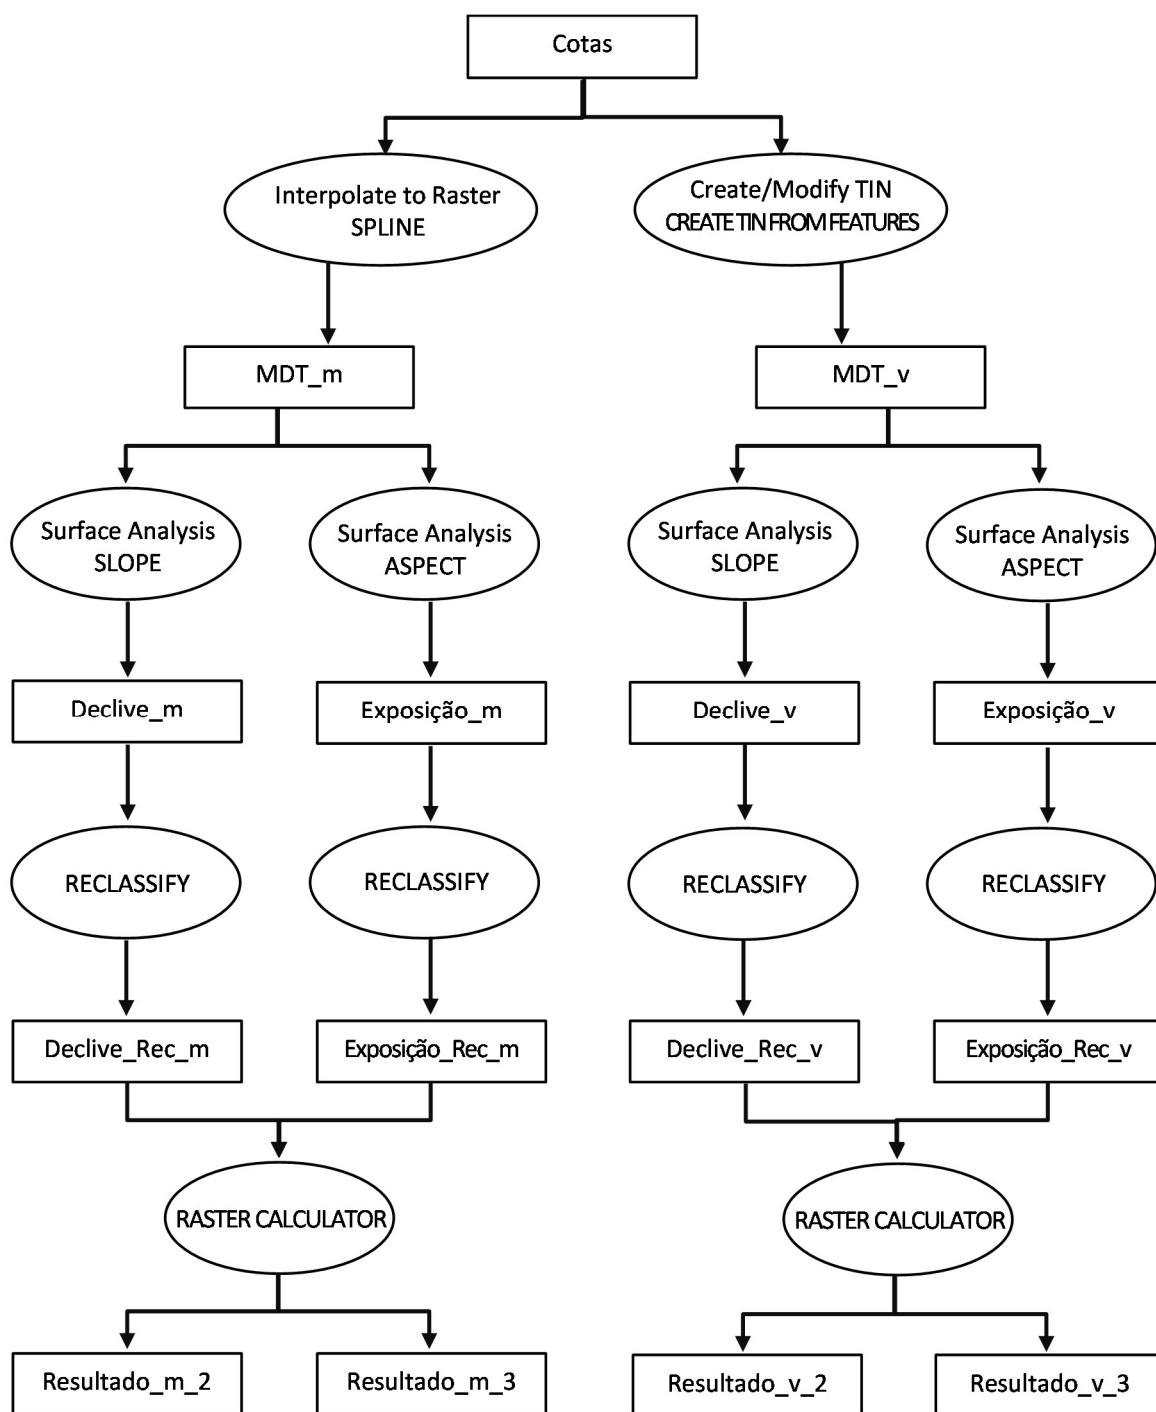 Cotas
Interpolate to Raster
SPLINE
Create/Modify TIN
CREATE TIN FROM FEATURES
MDT_m
MDT_v
Surface Analysis
SLOPE
Surface Analysis
ASPECT
Surface Analysis
SLOPE
Surface Analysis
ASPECT
Declive_m
Exposição_m
Declive_v
Exposição_v
RECLASSIFY
RECLASSIFY
RECLASSIFY
RECLASSIFY
Declive_Rec_m
Exposição_Rec_m
Declive_Rec_v
Exposição_Rec_v
RASTER CALCULATOR
RASTER CALCULATOR
Resultado_m_2
Resultado_m_3
Resultado_v_2
Resultado_v_3